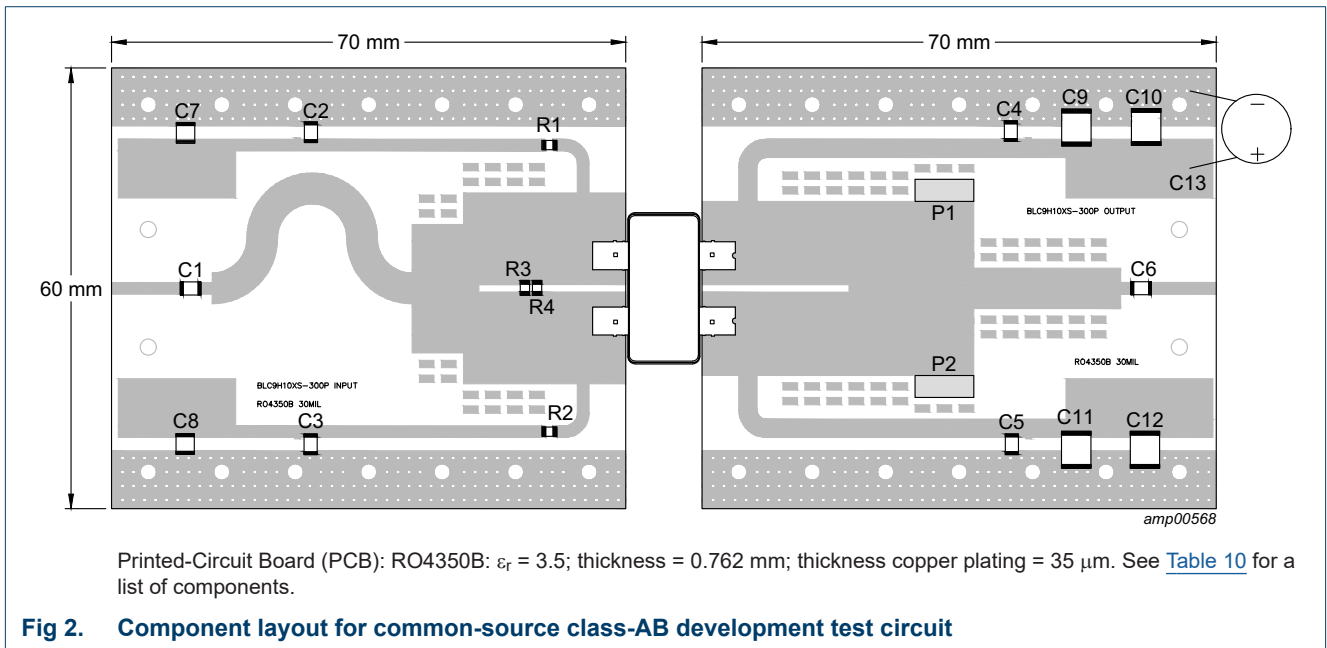 70 mm
70 mm
C7
C2
R1
C4
C9
C10
−
+
C13
P1
BLC9H10XS-300P OUTPUT
60 mm
C1
R3
R4
C6
P2
RO4350B 30MIL
BLC9H10XS-300P INPUT
RO4350B 30MIL
C8
C3
R2
C5
C11
C12
amp00568
Printed-Circuit Board (PCB): RO4350B: εr = 3.5; thickness = 0.762 mm; thickness copper plating = 35 μm. See Table 10 for a
list of components.
Fig 2. Component layout for common-source class-AB development test circuit